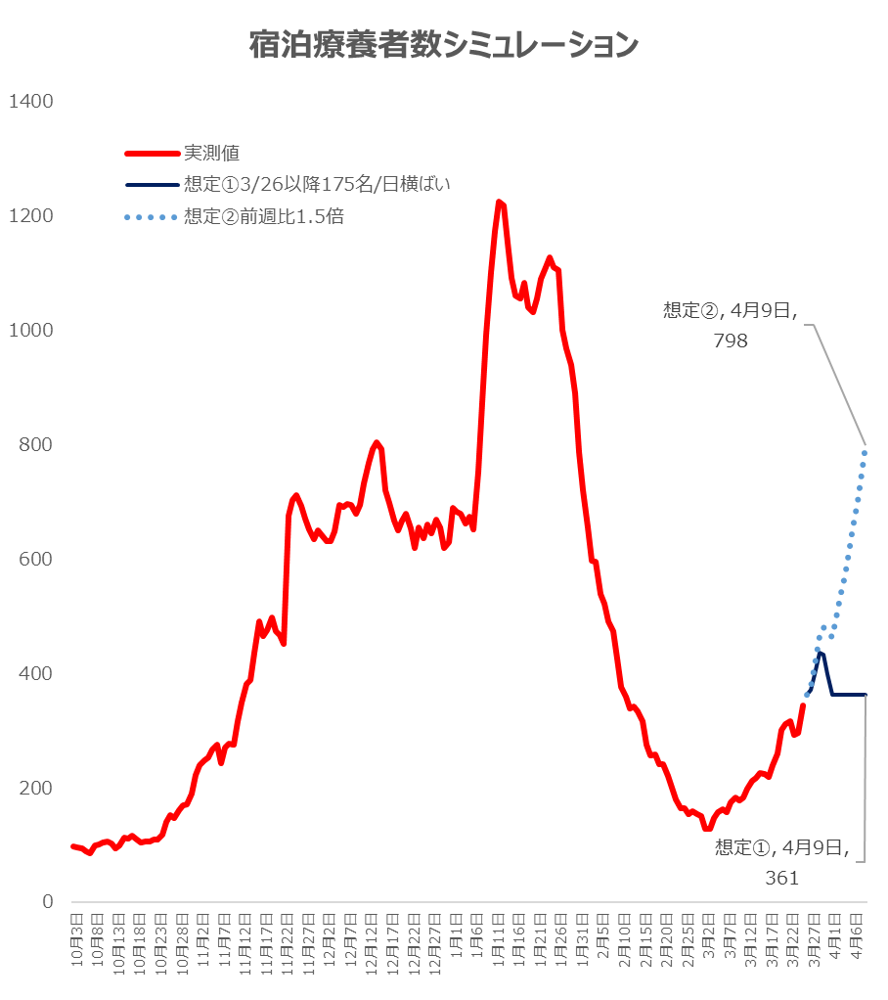 宿泊療養者数シミュレーション
1400
1200
1000
800
600
400
200
0
実測値
想定①3/26以降175名/日横ばい
想定②前週比1.5倍
想定②, 4月9日,
798
想定①, 4月9日,
361
10月3日
10月8日
10月13日
10月18日
10月23日
10月28日
11月2日
11月7日
11月12日
11月17日
11月22日
11月27日
12月2日
12月7日
12月12日
12月17日
12月22日
12月27日
1月1日
1月6日
1月11日
1月16日
1月21日
1月26日
1月31日
2月5日
2月10日
2月15日
2月20日
2月25日
3月2日
3月7日
3月12日
3月17日
3月22日
3月27日
4月1日
4月6日